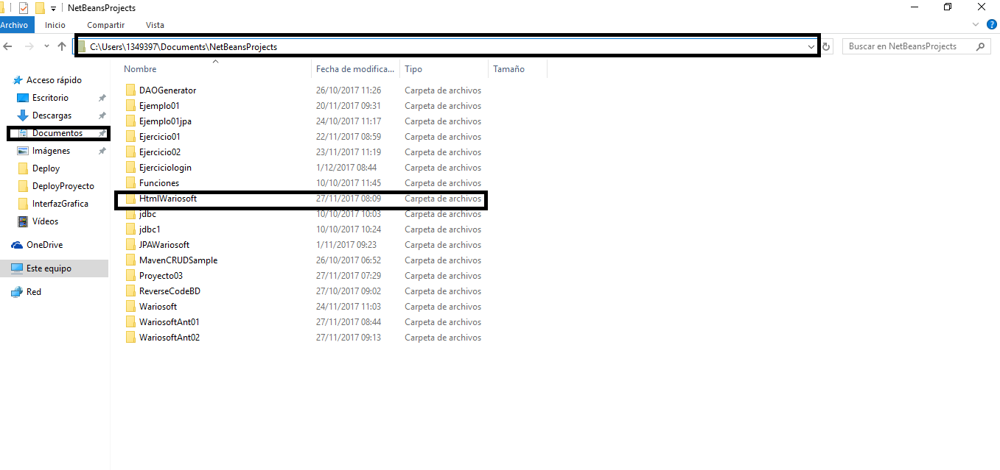 NetBeansProjects
Archivo Inicio Compartir Vista
C:\Users\1349397\Documents\NetBeansProjects
Buscar en NetBeansProjects
Acceso rápido
Escritorio
Descargas
Documentos
Imágenes
Deploy
DeployProyecto
InterfazGrafica
Vídeos
OneDrive
Este equipo
Red
Nombre Fecha de modifica... Tipo Tamaño
DAOGenerator 26/10/2017 11:26 Carpeta de archivos
Ejemplo01 20/11/2017 09:31 Carpeta de archivos
Ejemplo01jpa 24/10/2017 11:17 Carpeta de archivos
Ejercicio01 22/11/2017 08:59 Carpeta de archivos
Ejercicio02 23/11/2017 11:19 Carpeta de archivos
Ejerciciologin 1/12/2017 08:44 Carpeta de archivos
Funciones 10/10/2017 11:45 Carpeta de archivos
HtmlWariosoft 27/11/2017 08:09 Carpeta de archivos
jdbc 10/10/2017 10:03 Carpeta de archivos
jdbc1 10/10/2017 10:24 Carpeta de archivos
JPAWariosoft 1/11/2017 09:23 Carpeta de archivos
MavenCRUDSample 26/10/2017 06:52 Carpeta de archivos
Proyecto03 27/11/2017 07:29 Carpeta de archivos
ReverseCodeBD 27/10/2017 09:02 Carpeta de archivos
Wariosoft 24/11/2017 11:03 Carpeta de archivos
WariosoftAnt01 27/11/2017 08:44 Carpeta de archivos
WariosoftAnt02 27/11/2017 09:13 Carpeta de archivos